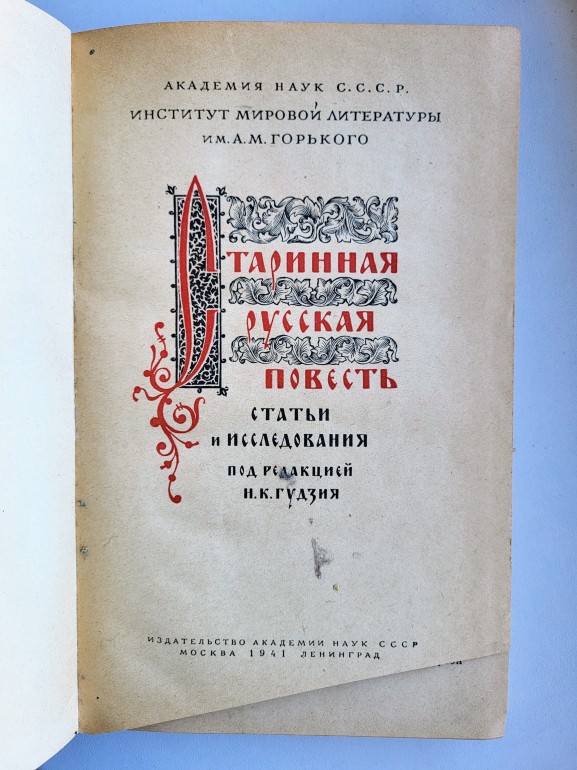 АКАДЕМИЯ НАУК С.С.С.Р.
ИНСТИТУТ МИРОВОЙ ЛИТЕРАТУРЫ
ИМ. А.М. ГОРЬКОГО
СТАРИННАЯ
РУССКАЯ
ПОВЕСТЬ
СТАТЬИ
И ИССЛЕДОВАНИЯ
ПОД РЕДАКЦИЕЙ
Н.К. ГУДЗИЯ
ИЗДАТЕЛЬСТВО АКАДЕМИИ НАУК СССР
МОСКВА 1941 ЛЕНИНГРАД